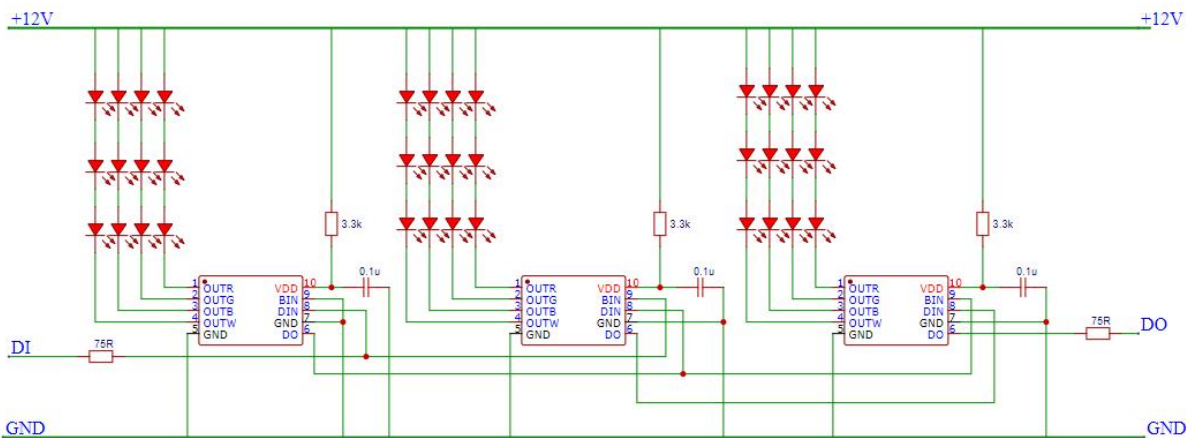 +12V +12V
3.3k 3.3k 3.3k
0.1u 0.1u 0.1u
1 OUTR VDD 10 1 OUTR VDD 10 1 OUTR VDD 10
2 OUTG BIN 9 2 OUTG BIN 9 2 OUTG BIN 9
3 OUTB DIN 8 3 OUTB DIN 8 3 OUTB DIN 8
4 OUTW GND 7 4 OUTW GND 7 4 OUTW GND 7
5 GND DO 6 5 GND DO 6 5 GND DO 6
75R DO
DI 75R
GND GND